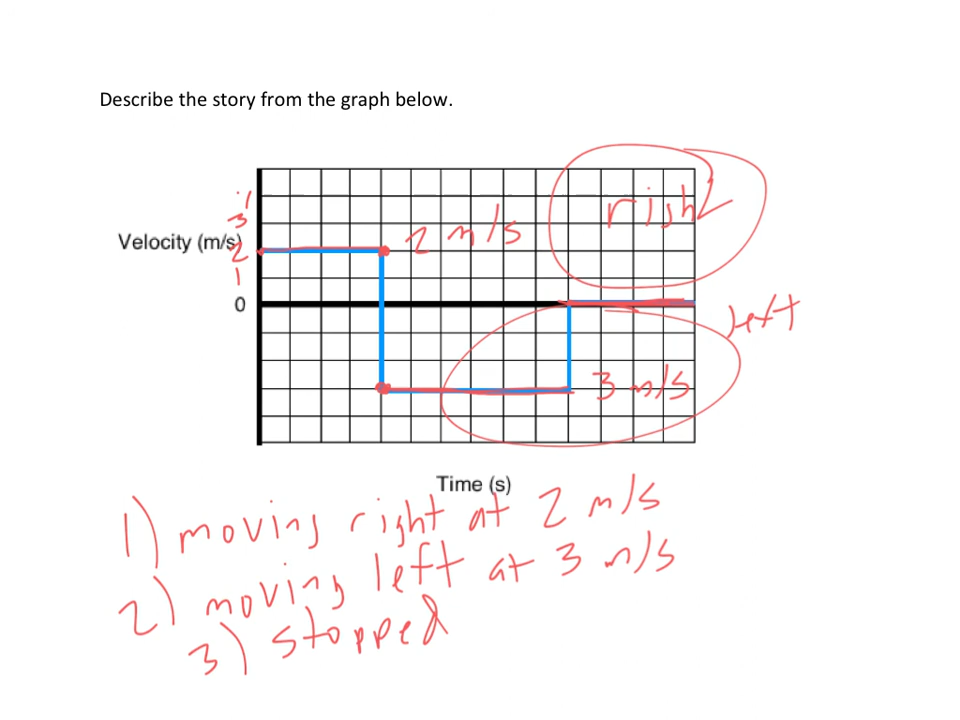 Describe the story from the graph below.
right
3
2 m/s
Velocity (m/s)
2
1
0
left
3 m/s
Time (s)
1) moving right at 2 m/s
2) moving left at 3 m/s
3) stopped